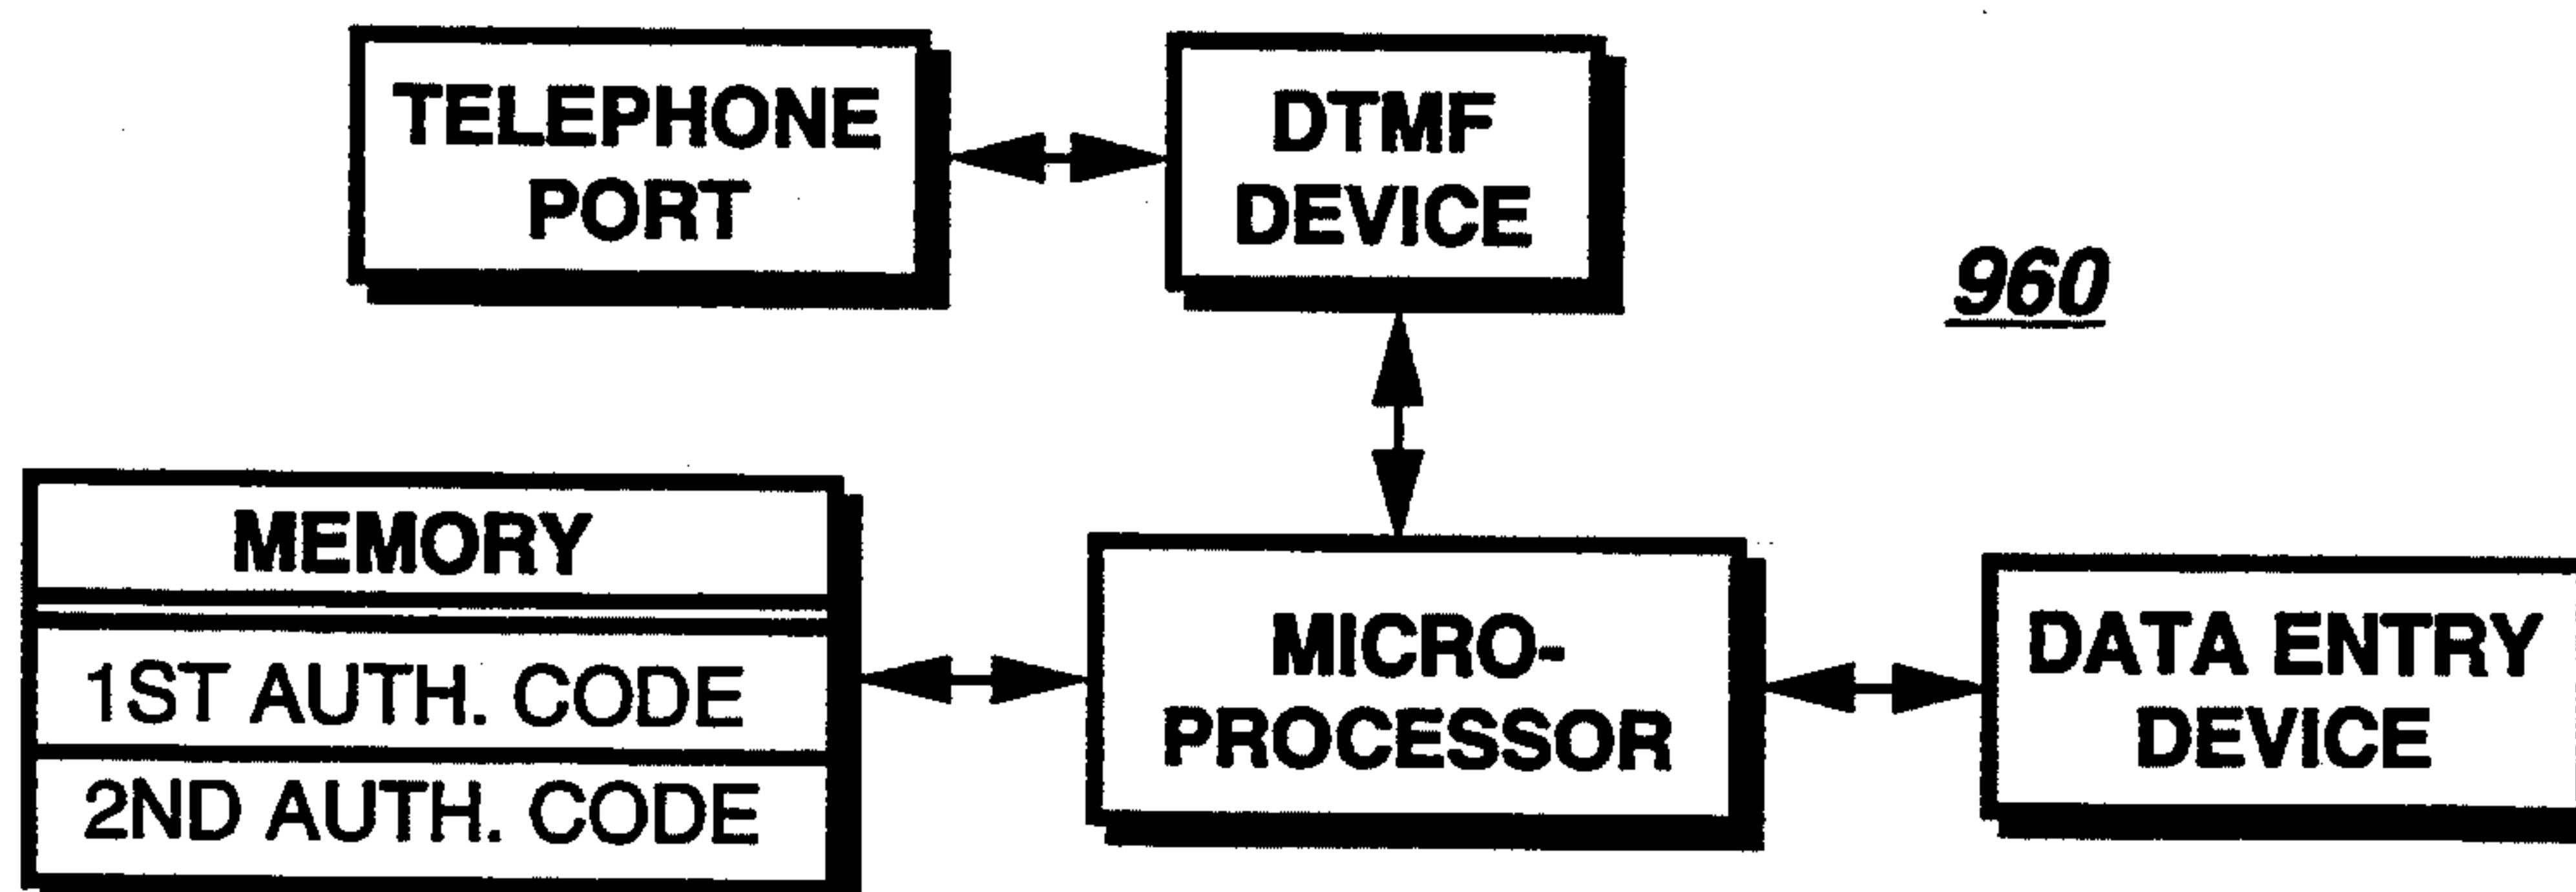 TELEPHONE
PORT
DTMF
DEVICE
960
MEMORY
1ST AUTH. CODE
2ND AUTH. CODE
MICRO-
PROCESSOR
DATA ENTRY
DEVICE